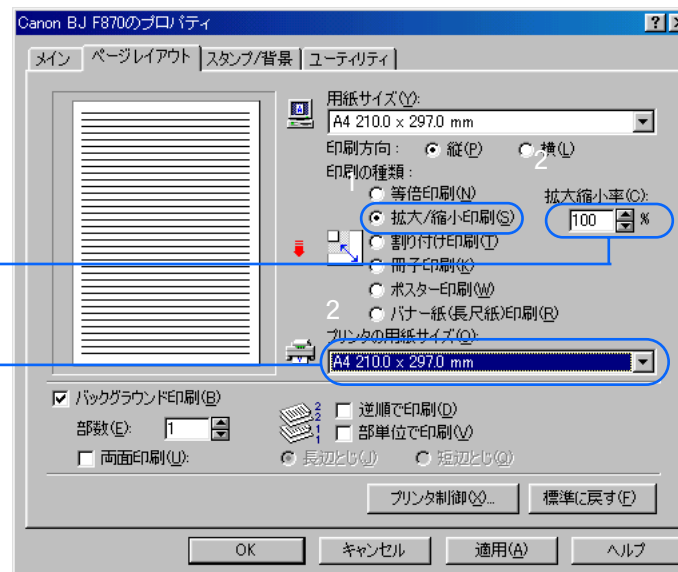 Canon BJ F870のプロパティ
メイン ページレイアウト スタンプ/背景 ユーティリティ
用紙サイズ(Y):
A4 210.0 x 297.0 mm
印刷方向： 縦(P) 横(L)
2
1
印刷の種類：
等倍印刷(N) 拡大縮小率(C):
拡大/縮小印刷(S) 100 %
割り付け印刷(T)
冊子印刷(K)
ポスター印刷(W)
2
バナー紙(長尺紙)印刷(R)
プリンタの用紙サイズ(O):
A4 210.0 x 297.0 mm
バックグラウンド印刷(B)
部数(E): 1
2 2 1 1
逆順で印刷(D)
部単位で印刷(V)
両面印刷(U): 長辺とじ(J) 短辺とじ(Q)
プリンタ制御(X)... 標準に戻す(F)
OK キャンセル 適用(A) ヘルプ